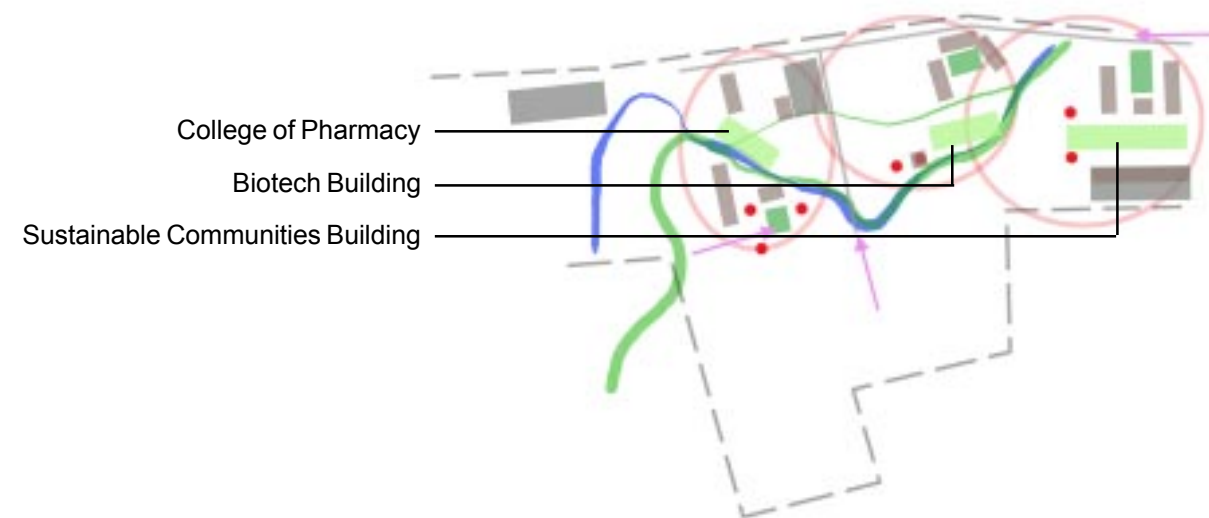 College of Pharmacy
Biotech Building
Sustainable Communities Building